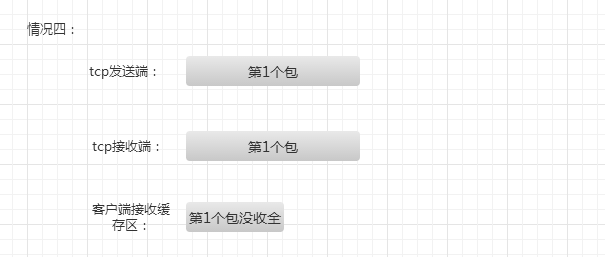 情况四：
tcp发送端：
第1个包
tcp接收端：
第1个包
客户端接收缓
存区：
第1个包没收全